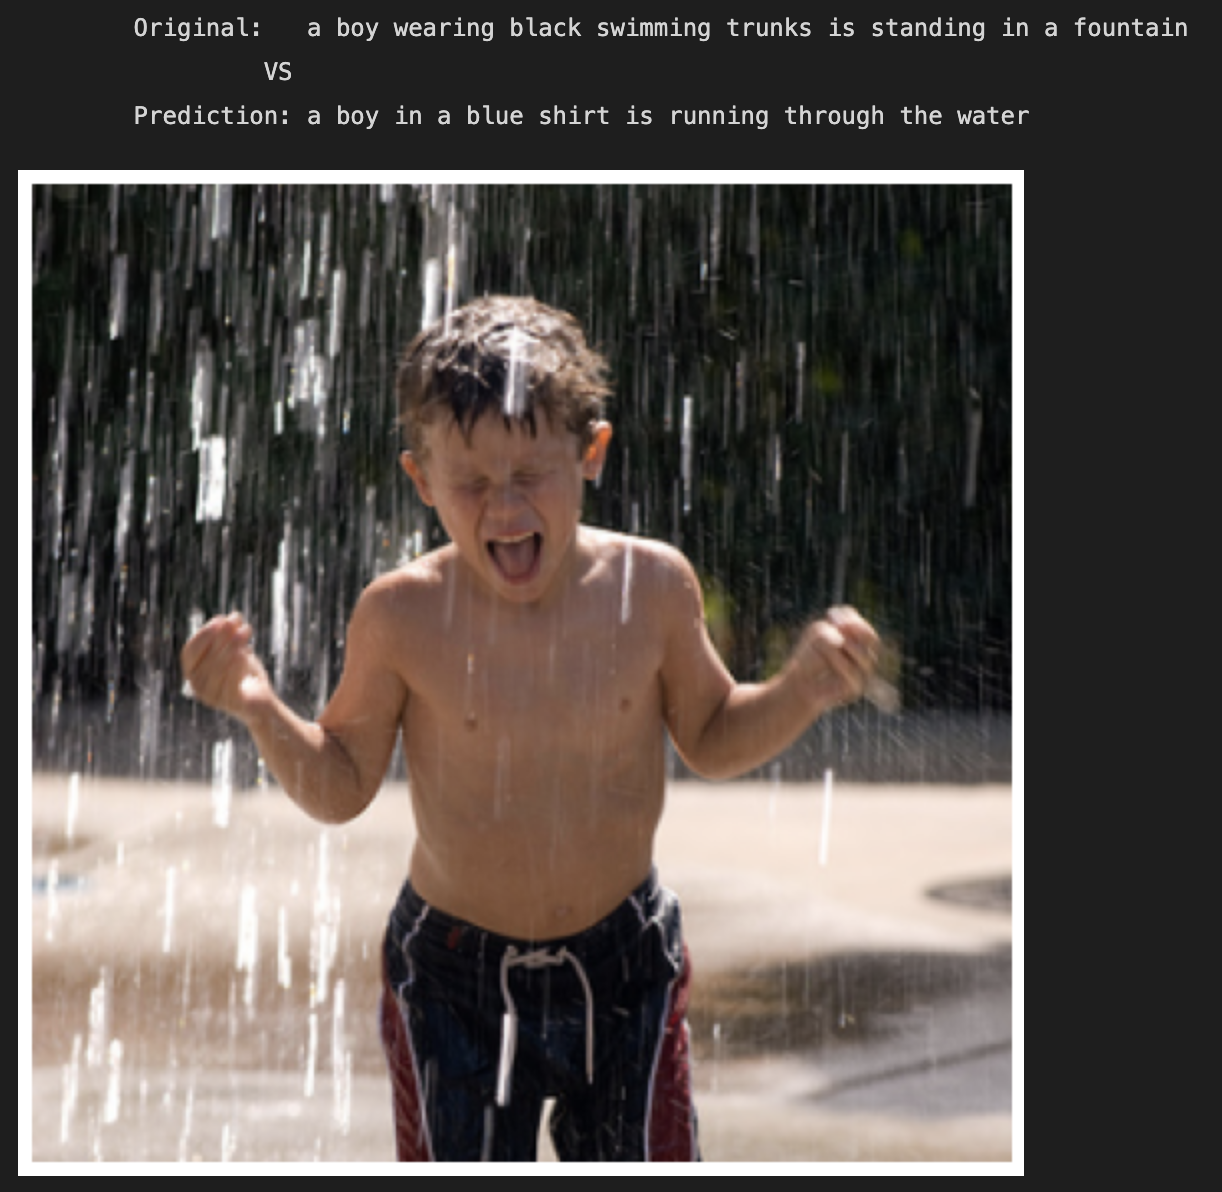 Original: a boy wearing black swimming trunks is standing in a fountain
VS
Prediction: a boy in a blue shirt is running through the water